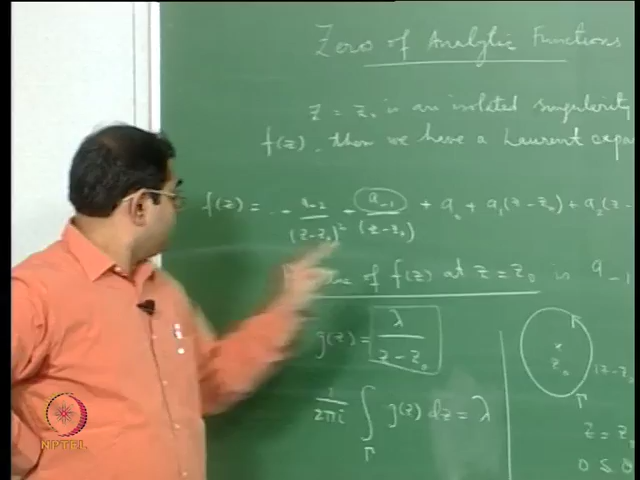 Zeros of Analytic Functions
z = z₀ is an isolated singularity
f(z), then we have a Laurent expa
f(z) = ... a₋₂/(z-z₀)² + a₋₁/(z-z₀) + a₀ + a₁(z-z₀) + a₂(z-
of f(z) at z = z₀ is a₋₁
g(z) = λ/(z-z₀)
z₀
1/2πi ∫Γ g(z) dz = λ
Γ
|z-z₀
z = z₀
0 ≤ θ
NPTEL